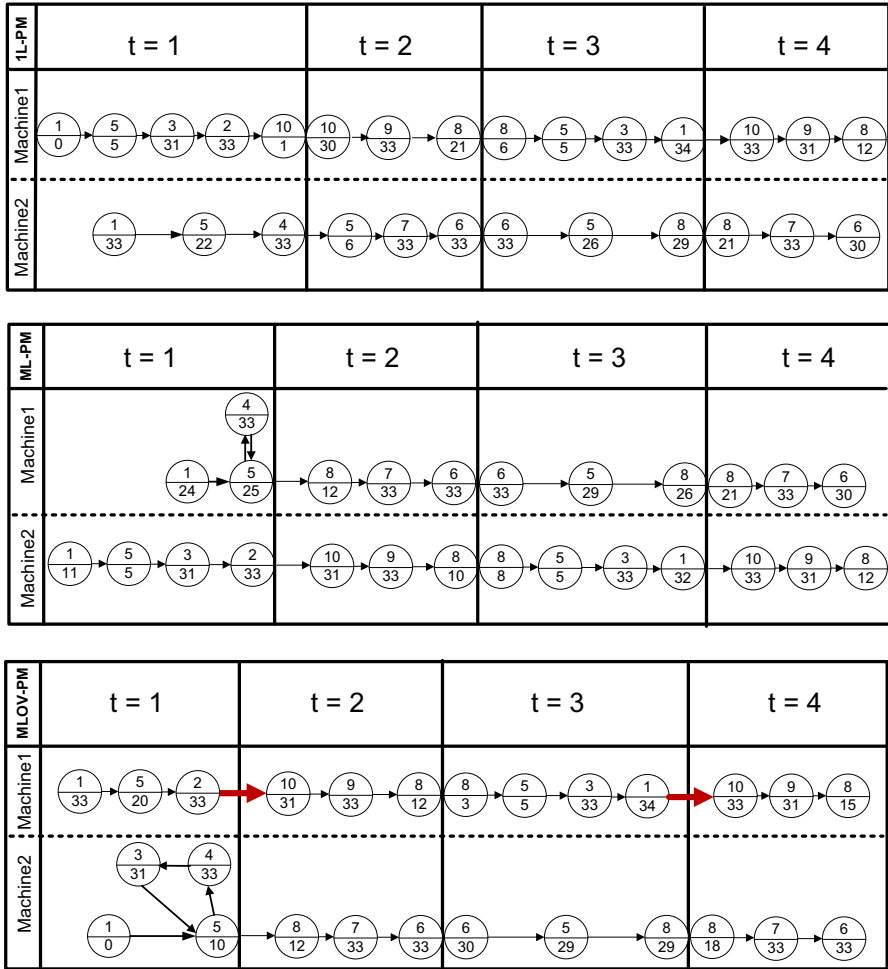 1L-PM t = 1 t = 2 t = 3 t = 4
Machine1
1 5 3 2 10 10 9 8 8 5 3 1 10 9 8
0 5 31 33 1 30 33 21 6 5 33 34 33 31 12
Machine2
1 5 4 5 7 6 6 5 8 8 7 6
33 22 33 6 33 33 33 26 29 21 33 30
ML-PM t = 1 t = 2 t = 3 t = 4
Machine1
4
33
1 5 8 7 6 6 5 8 8 7 6
24 25 12 33 33 33 29 26 21 33 30
Machine2
1 5 3 2 10 9 8 8 5 3 1 10 9 8
11 5 31 33 31 33 10 8 5 33 32 33 31 12
MLOV-PM t = 1 t = 2 t = 3 t = 4
Machine1
1 5 2 10 9 8 8 5 3 1 10 9 8
33 20 33 31 33 12 3 5 33 34 33 31 15
Machine2
3 4
31 33
1 5 8 7 6 6 5 8 8 7 6
0 10 12 33 33 30 29 29 18 33 33